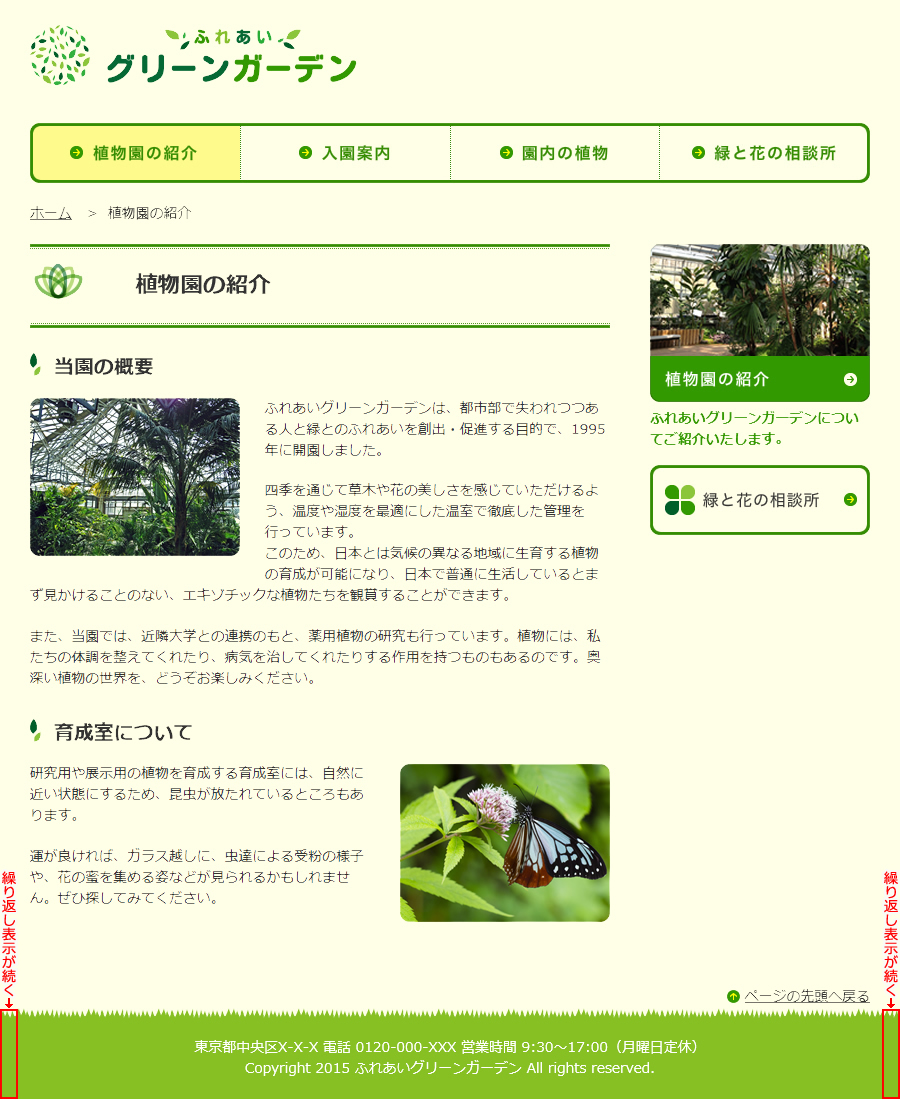 ふれあい
グリーンガーデン
植物園の紹介
入園案内
園内の植物
緑と花の相談所
ホーム > 植物園の紹介
植物園の紹介
当園の概要
ふれあいグリーンガーデンは、都市部で失われつつあ
る人と緑とのふれあいを創出・促進する目的で、1995
年に開園しました。
四季を通じて草木や花の美しさを感じていただけるよ
う、温度や湿度を最適にした温室で徹底した管理を
行っています。
このため、日本とは気候の異なる地域に生育する植物
の育成が可能になり、日本で普通に生活しているとま
ず見かけることのない、エキゾチックな植物たちを観賞することができます。
また、当園では、近隣大学との連携のもと、薬用植物の研究も行っています。植物には、私
たちの体調を整えてくれたり、病気を治してくれたりする作用を持つものもあるのです。奥
深い植物の世界を、どうぞお楽しみください。
育成室について
研究用や展示用の植物を育成する育成室には、自然に
近い状態にするため、昆虫が放たれているところもあ
ります。
運が良ければ、ガラス越しに、虫達による受粉の様子
や、花の蜜を集める姿などが見られるかもしれませ
ん。ぜひ探してみてください。
植物園の紹介
ふれあいグリーンガーデンについ
てご紹介いたします。
緑と花の相談所
繰り返し表示が続く
繰り返し表示が続く
ページの先頭へ戻る
東京都中央区X-X-X 電話 0120-000-XXX 営業時間 9:30〜17:00（月曜日定休）
Copyright 2015 ふれあいグリーンガーデン All rights reserved.